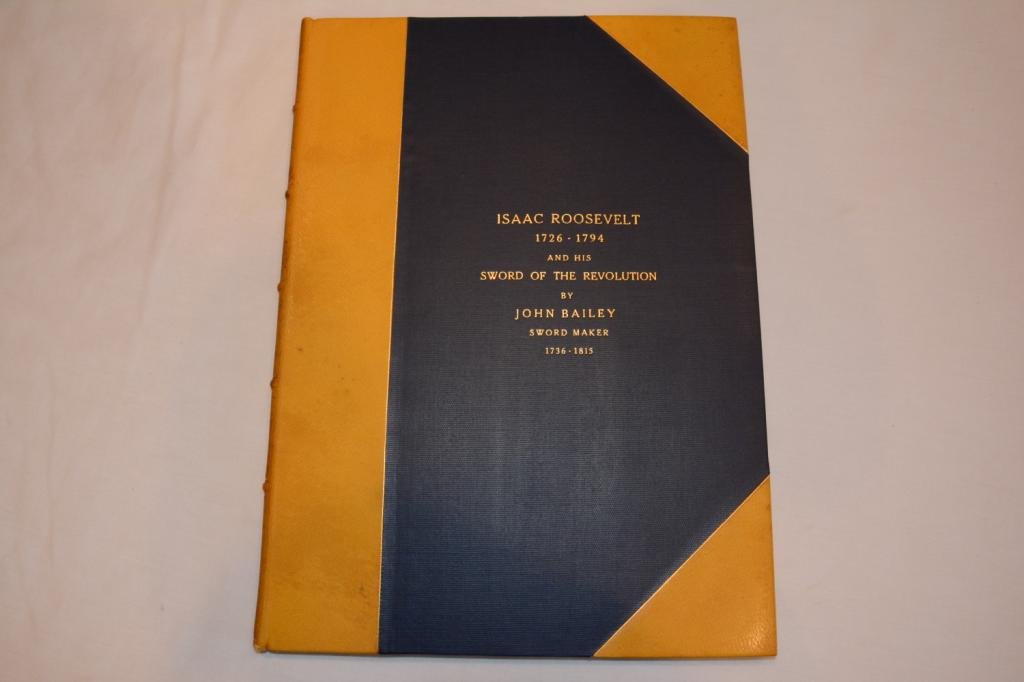 ISAAC ROOSEVELT
1726 - 1794
AND HIS
SWORD OF THE REVOLUTION
BY
JOHN BAILEY
SWORD MAKER
1736 - 1815